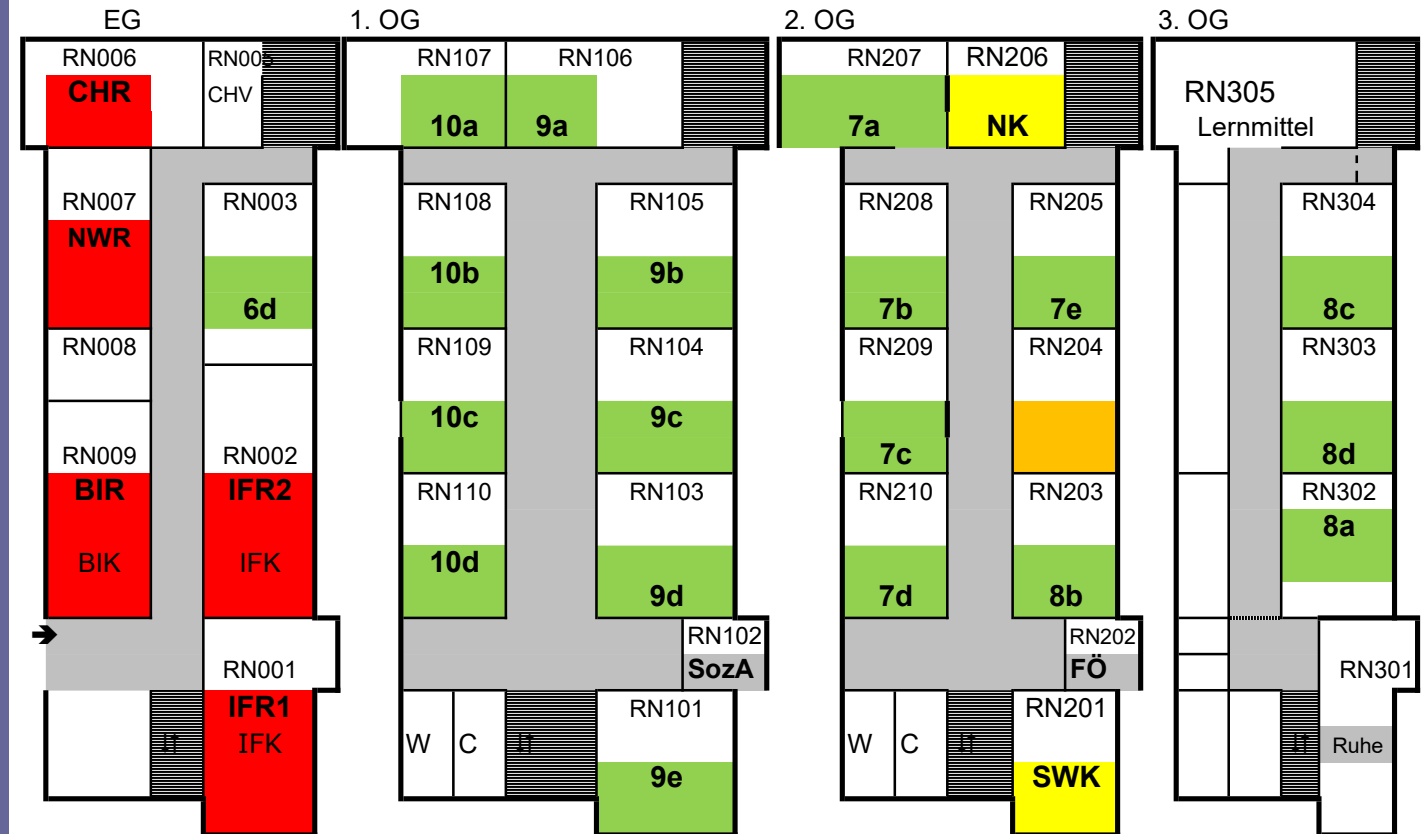 EG
RN006
CHR
RN005
CHV
RN007
NWR
RN003
6d
RN008
RN009
BIR
BIK
RN002
IFR2
IFK
RN001
IFR1
IFK
1. OG
RN107
10a
RN106
9a
RN108
10b
RN105
9b
RN109
10c
RN104
9c
RN110
10d
RN103
9d
RN102
SozA
W C
RN101
9e
2. OG
RN207
7a
RN206
NK
RN208
7b
RN205
7e
RN209
7c
RN204
RN210
7d
RN203
8b
RN202
FÖ
W C
RN201
SWK
3. OG
RN305
Lernmittel
RN304
8c
RN303
8d
RN302
8a
RN301
Ruhe